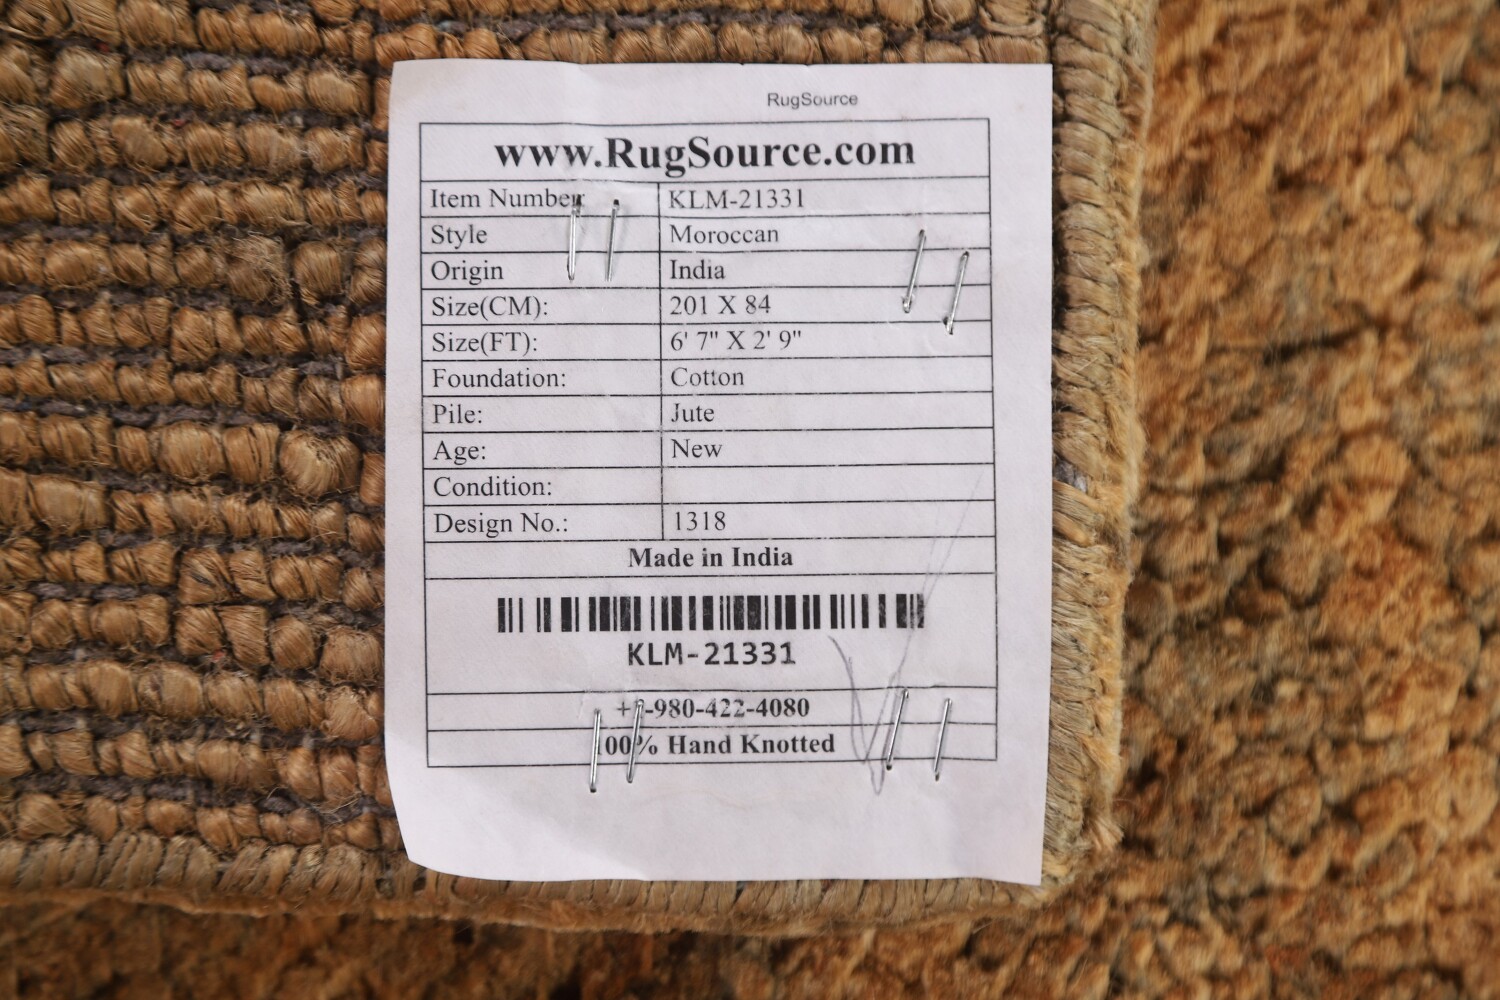 RugSource
www.RugSource.com
Item Number KLM-21331
Style Moroccan
Origin India
Size(CM): 201 X 84
Size(FT): 6' 7" X 2' 9"
Foundation: Cotton
Pile: Jute
Age: New
Condition:
Design No.: 1318
Made in India
KLM-21331
-980-422-4080
100% Hand Knotted